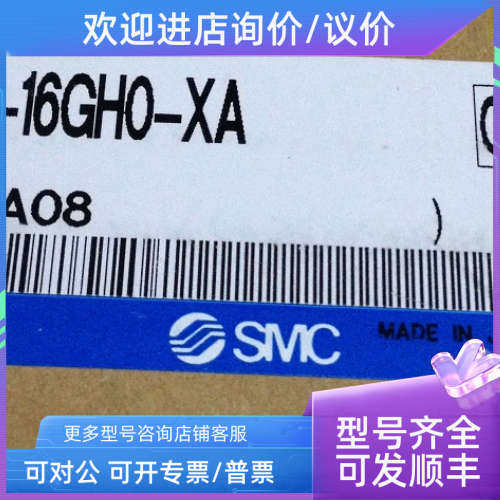 欢迎进店询价/议价
-16GH0-XA
A08 )
SMC
MADE IN
更多型号咨询店铺客服
可对公 可开专票/普票
型号齐全
可发顺丰